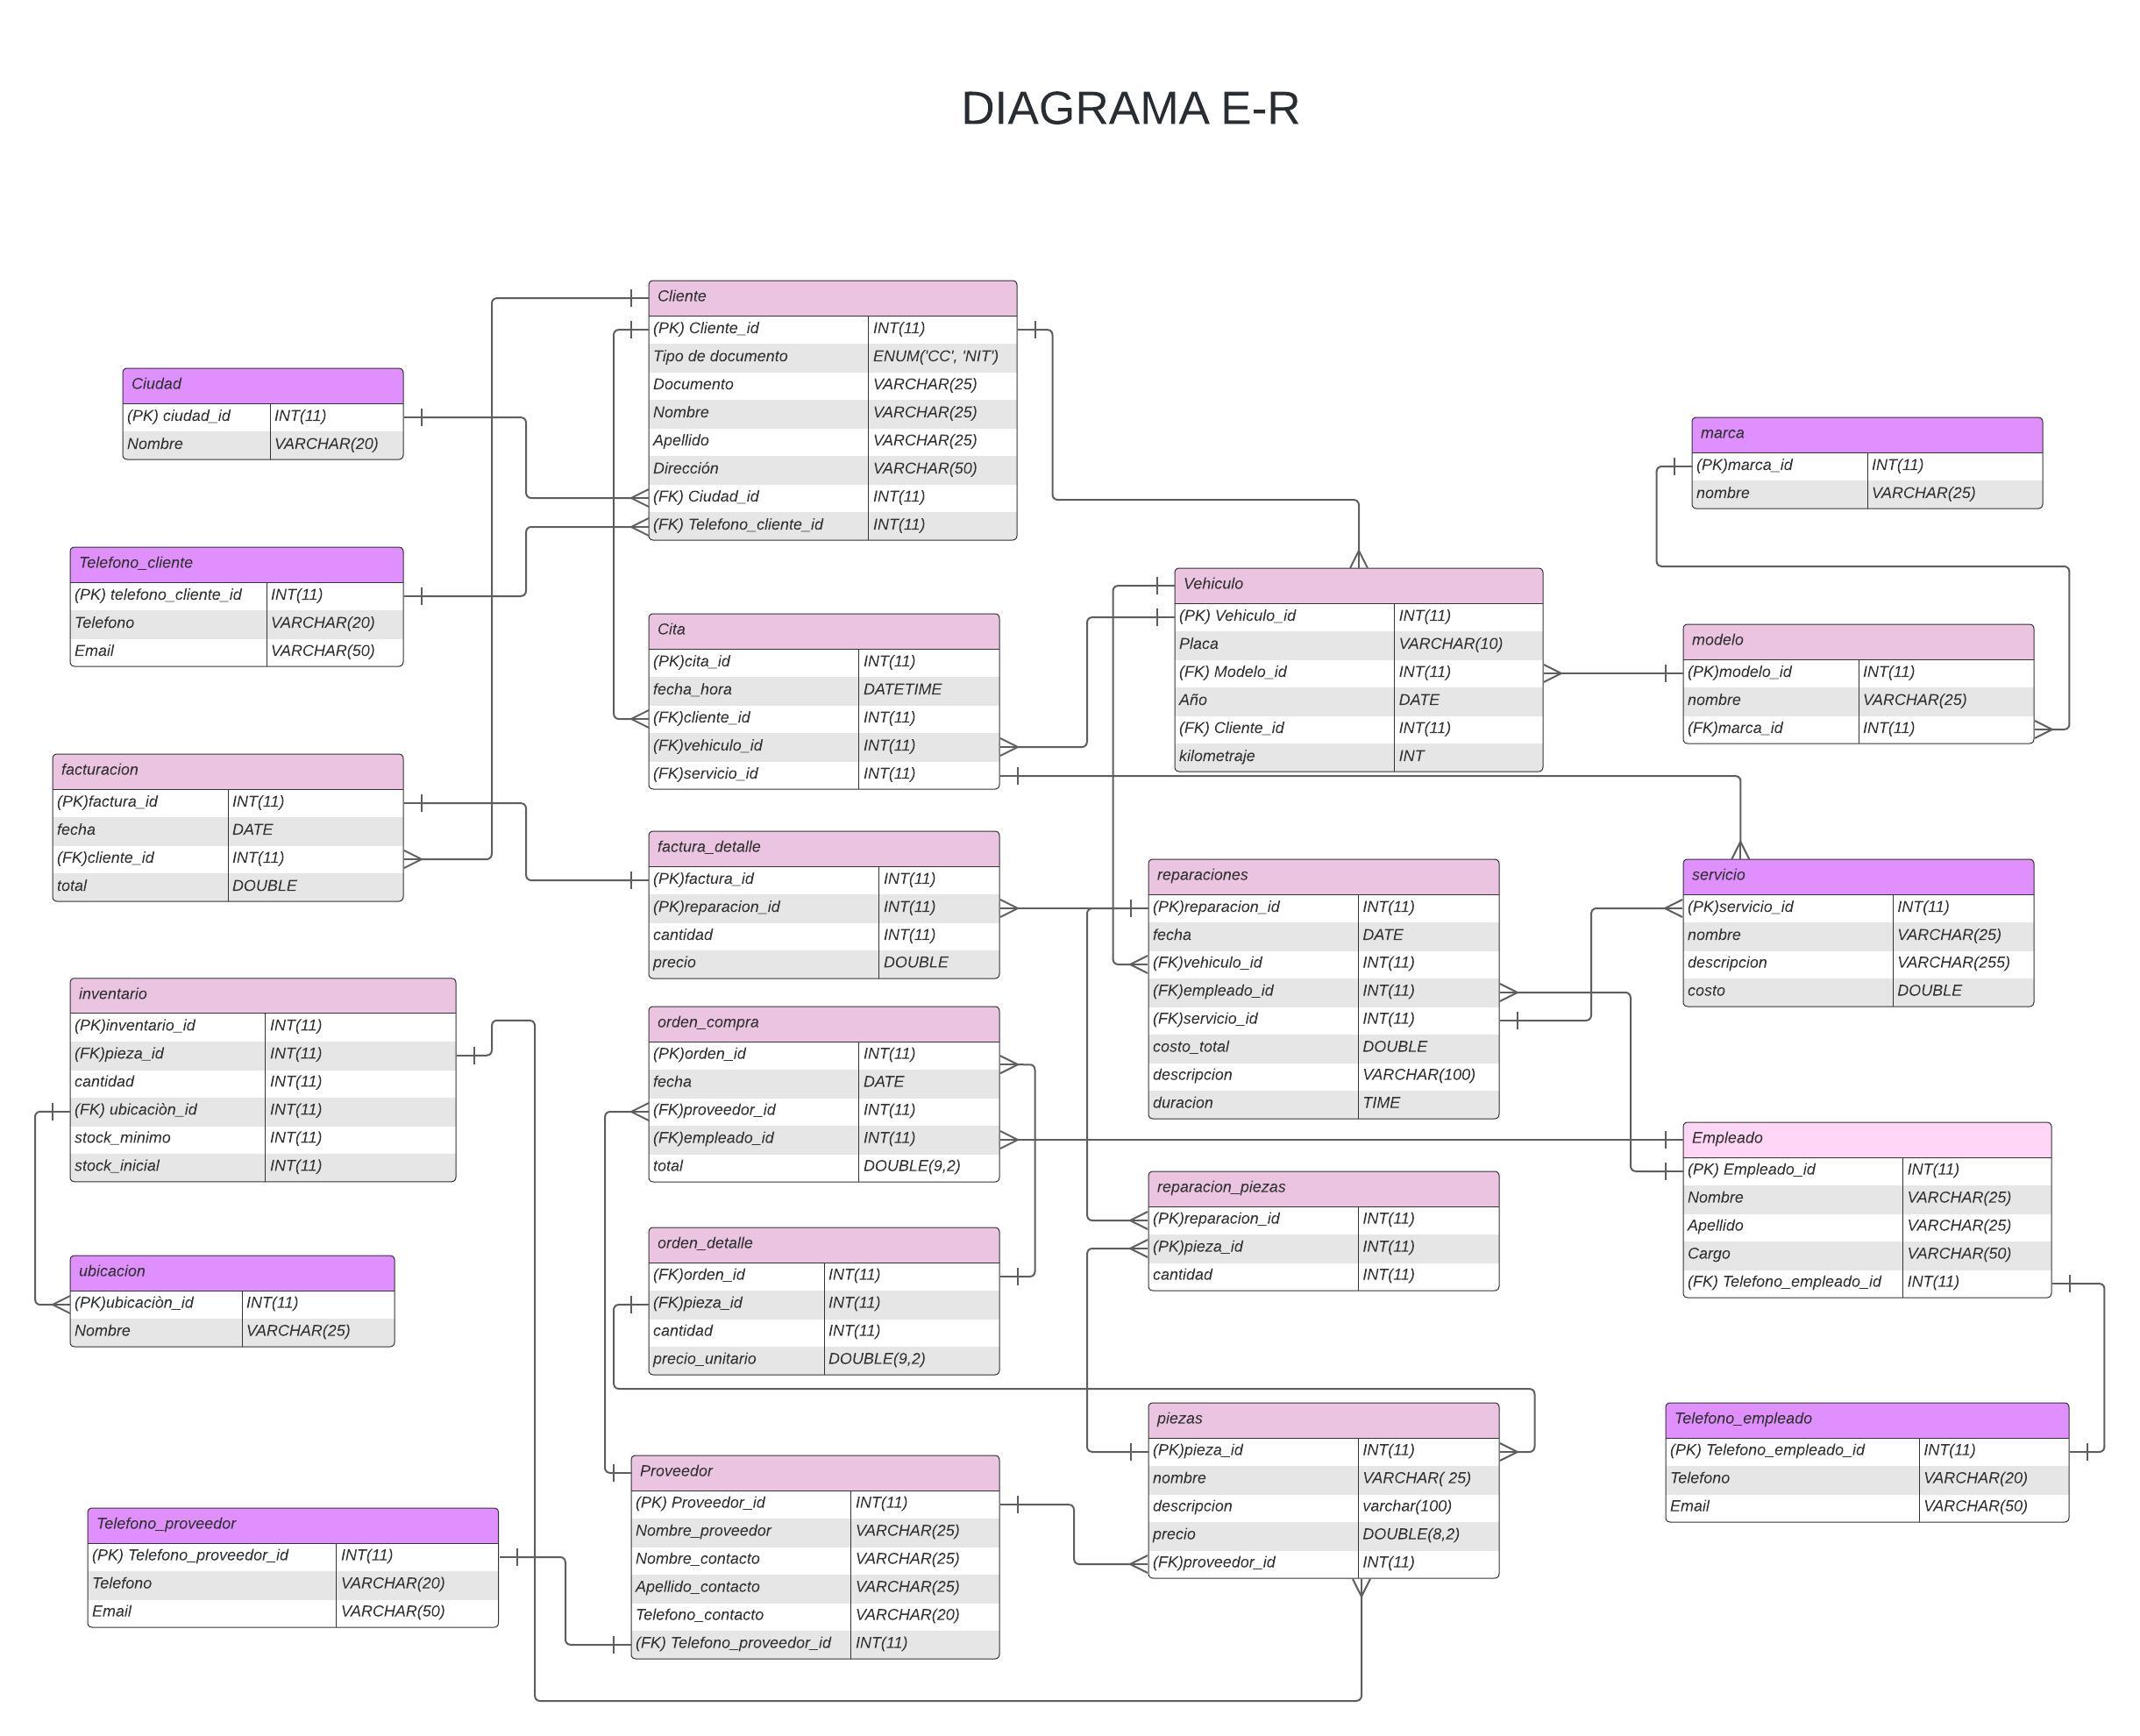 DIAGRAMA E-R
Cliente
(PK) Cliente_id INT(11)
Tipo de documento ENUM('CC', 'NIT')
Documento VARCHAR(25)
Nombre VARCHAR(25)
Apellido VARCHAR(25)
Dirección VARCHAR(50)
(FK) Ciudad_id INT(11)
(FK) Telefono_cliente_id INT(11)
Ciudad
(PK) ciudad_id INT(11)
Nombre VARCHAR(20)
marca
(PK)marca_id INT(11)
nombre VARCHAR(25)
Telefono_cliente
(PK) telefono_cliente_id INT(11)
Telefono VARCHAR(20)
Email VARCHAR(50)
Cita
(PK)cita_id INT(11)
fecha_hora DATETIME
(FK)cliente_id INT(11)
(FK)vehiculo_id INT(11)
(FK)servicio_id INT(11)
Vehiculo
(PK) Vehiculo_id INT(11)
Placa VARCHAR(10)
(FK) Modelo_id INT(11)
Año DATE
(FK) Cliente_id INT(11)
kilometraje INT
modelo
(PK)modelo_id INT(11)
nombre VARCHAR(25)
(FK)marca_id INT(11)
facturacion
(PK)factura_id INT(11)
fecha DATE
(FK)cliente_id INT(11)
total DOUBLE
factura_detalle
(PK)factura_id INT(11)
(PK)reparacion_id INT(11)
cantidad INT(11)
precio DOUBLE
reparaciones
(PK)reparacion_id INT(11)
fecha DATE
(FK)vehiculo_id INT(11)
(FK)empleado_id INT(11)
(FK)servicio_id INT(11)
costo_total DOUBLE
descripcion VARCHAR(100)
duracion TIME
servicio
(PK)servicio_id INT(11)
nombre VARCHAR(25)
descripcion VARCHAR(255)
costo DOUBLE
inventario
(PK)inventario_id INT(11)
(FK)pieza_id INT(11)
cantidad INT(11)
(FK) ubicaciòn_id INT(11)
stock_minimo INT(11)
stock_inicial INT(11)
orden_compra
(PK)orden_id INT(11)
fecha DATE
(FK)proveedor_id INT(11)
(FK)empleado_id INT(11)
total DOUBLE(9,2)
Empleado
(PK) Empleado_id INT(11)
Nombre VARCHAR(25)
Apellido VARCHAR(25)
Cargo VARCHAR(50)
(FK) Telefono_empleado_id INT(11)
reparacion_piezas
(PK)reparacion_id INT(11)
(PK)pieza_id INT(11)
cantidad INT(11)
ubicacion
(PK)ubicaciòn_id INT(11)
Nombre VARCHAR(25)
orden_detalle
(FK)orden_id INT(11)
(FK)pieza_id INT(11)
cantidad INT(11)
precio_unitario DOUBLE(9,2)
piezas
(PK)pieza_id INT(11)
nombre VARCHAR( 25)
descripcion varchar(100)
precio DOUBLE(8,2)
(FK)proveedor_id INT(11)
Telefono_empleado
(PK) Telefono_empleado_id INT(11)
Telefono VARCHAR(20)
Email VARCHAR(50)
Proveedor
(PK) Proveedor_id INT(11)
Nombre_proveedor VARCHAR(25)
Nombre_contacto VARCHAR(25)
Apellido_contacto VARCHAR(25)
Telefono_contacto VARCHAR(20)
(FK) Telefono_proveedor_id INT(11)
Telefono_proveedor
(PK) Telefono_proveedor_id INT(11)
Telefono VARCHAR(20)
Email VARCHAR(50)